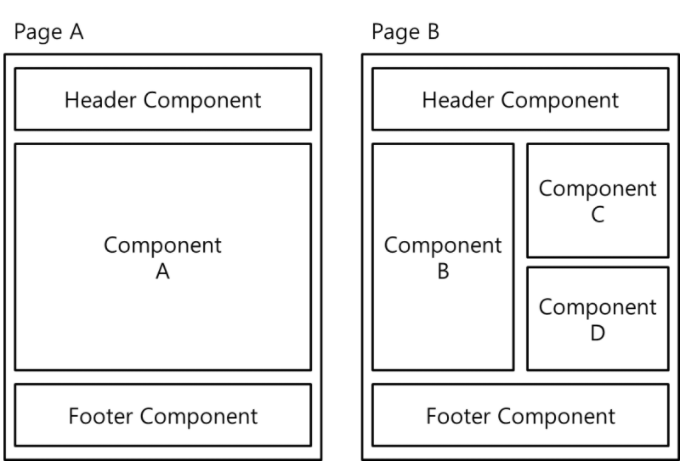 Page A
Header Component
Component
A
Footer Component
Page B
Header Component
Component
B
Component
C
Component
D
Footer Component